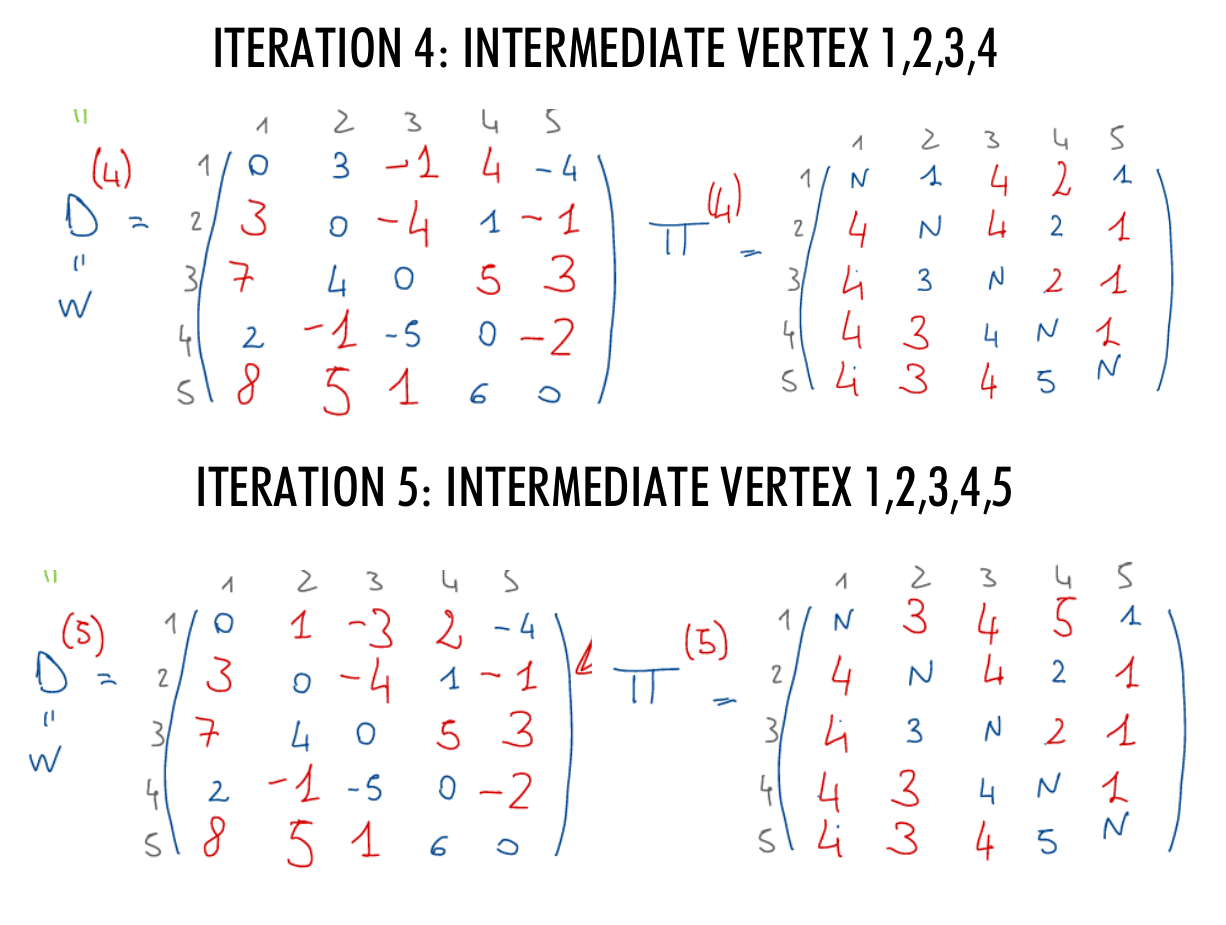 ITERATION 4: INTERMEDIATE VERTEX 1,2,3,4
" 1 2 3 4 5 1 2 3 4 5
D (4) = 1 0 3 -1 4 -4 Π (4) = 1 N 1 4 2 1
2 3 0 -4 1 -1 2 4 N 4 2 1
" 3 7 4 0 5 3 3 4 3 N 2 1
W 4 2 -1 -5 0 -2 4 4 3 4 N 1
5 8 5 1 6 0 5 4 3 4 5 N
ITERATION 5: INTERMEDIATE VERTEX 1,2,3,4,5
" 1 2 3 4 5 1 2 3 4 5
D (5) = 1 0 1 -3 2 -4 Π (5) = 1 N 3 4 5 1
2 3 0 -4 1 -1 2 4 N 4 2 1
" 3 7 4 0 5 3 3 4 3 N 2 1
W 4 2 -1 -5 0 -2 4 4 3 4 N 1
5 8 5 1 6 0 5 4 3 4 5 N